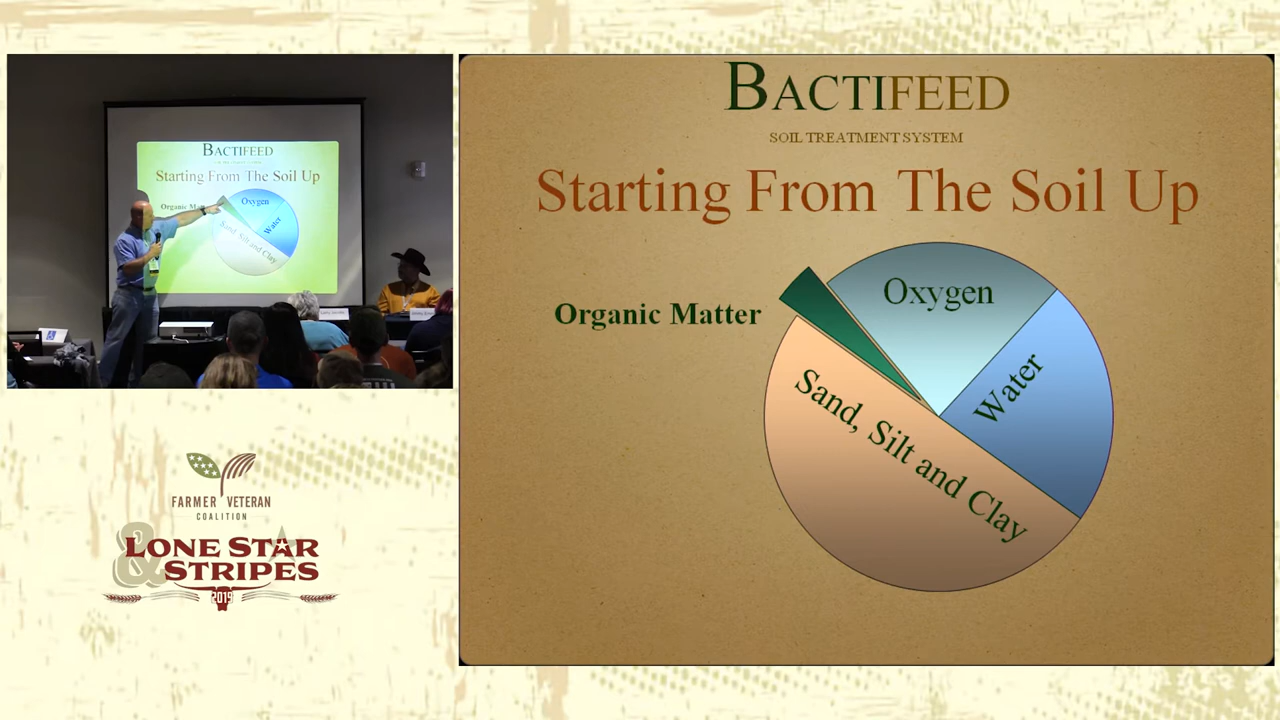 BACTIFEED
Starting From The Soil Up
Organic
Oxygen
Water
Sand, Silt and Clay
FARMER VETERAN
COALITION
&
LONE STAR
STRIPES
2019
BACTIFEED
SOIL TREATMENT SYSTEM
Starting From The Soil Up
Organic Matter
Oxygen
Water
Sand, Silt and Clay